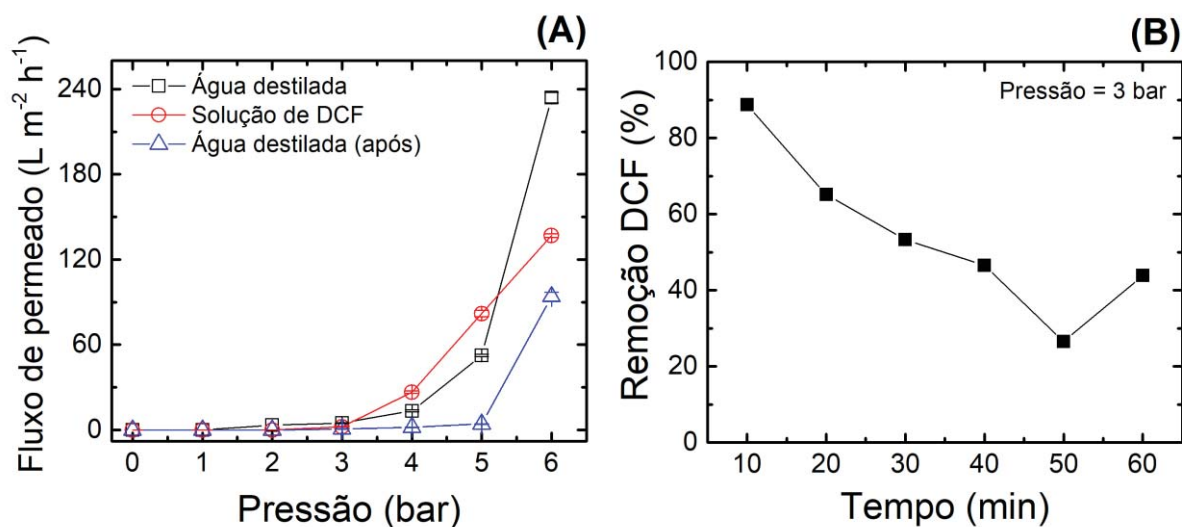 (A)
Fluxo de permeado (L m⁻² h⁻¹)
240
180
120
60
0
Água destilada
Solução de DCF
Água destilada (após)
0 1 2 3 4 5 6
Pressão (bar)
(B)
Remoção DCF (%)
100
80
60
40
20
0
Pressão = 3 bar
10 20 30 40 50 60
Tempo (min)